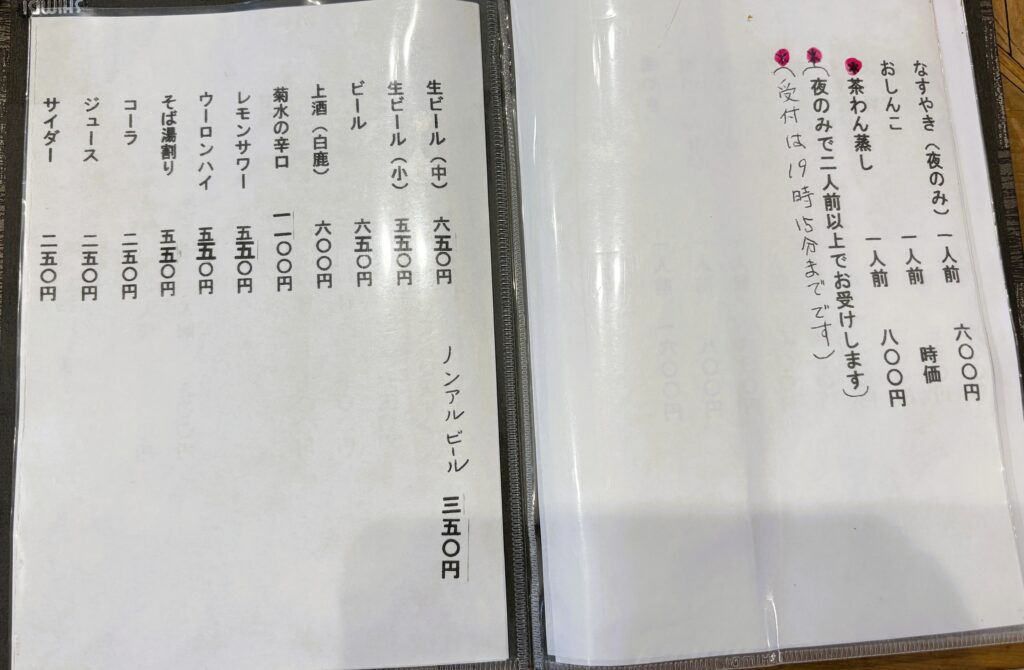 なすやき（夜のみ） 一人前 六〇〇円
おしんこ 一人前 時価
＊茶わん蒸し 一人前 八〇〇円
＊（夜のみで二人前以上でお受けします）
＊（受付は19時15分までです）
生ビール（中） 六五〇円 ノンアルビール 三五〇円
生ビール（小） 五五〇円
ビール 六五〇円
上酒（白鹿） 六〇〇円
菊水の辛口 一一〇〇円
レモンサワー 五五〇円
ウーロンハイ 五五〇円
そば湯割り 五五〇円
コーラ 二五〇円
ジュース 二五〇円
サイダー 二五〇円
SHIMBI